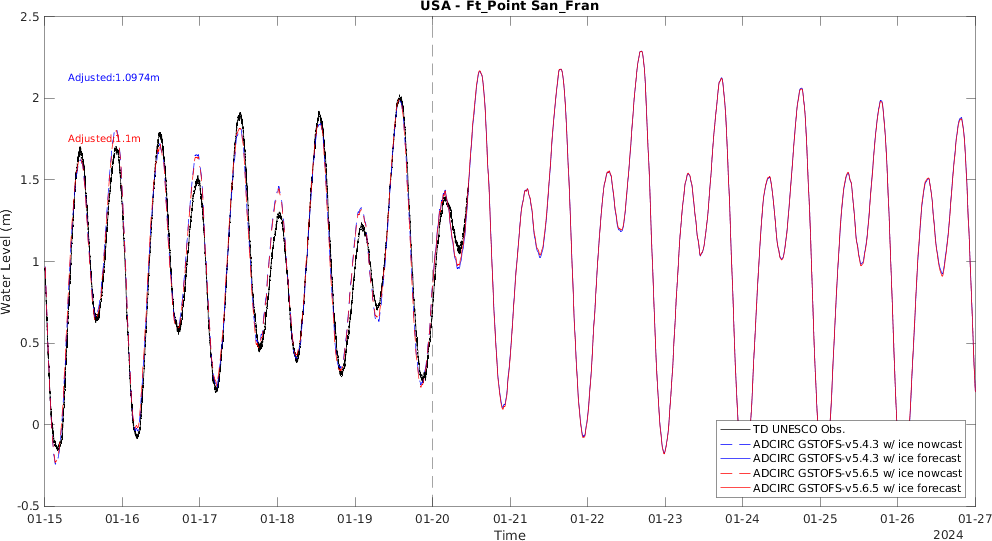 USA - Ft_Point San_Fran
2.5
2
1.5
1
0.5
0
-0.5
Water Level (m)
Adjusted:1.0974m
Adjusted:1.1m
TD UNESCO Obs.
ADCIRC GSTOFS-v5.4.3 w/ ice nowcast
ADCIRC GSTOFS-v5.4.3 w/ ice forecast
ADCIRC GSTOFS-v5.6.5 w/ ice nowcast
ADCIRC GSTOFS-v5.6.5 w/ ice forecast
01-15 01-16 01-17 01-18 01-19 01-20 01-21 01-22 01-23 01-24 01-25 01-26 01-27
Time
2024